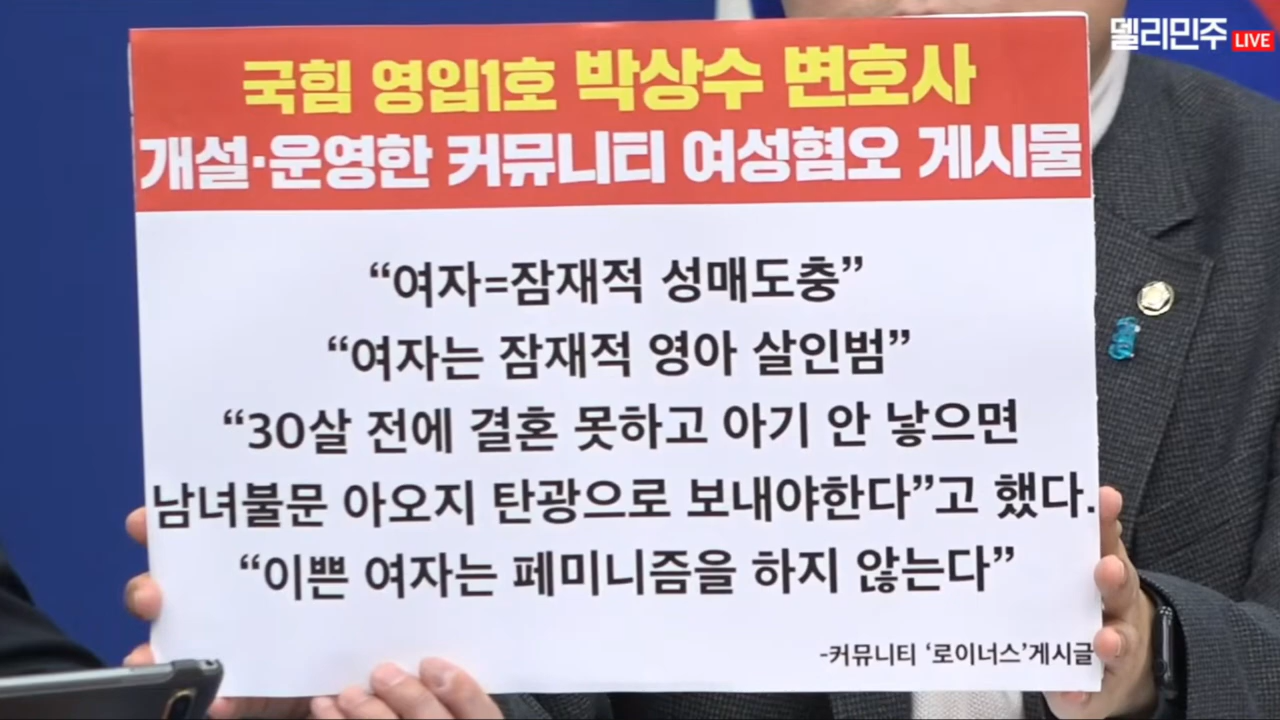 델리민주 LIVE
국힘 영입1호 박상수 변호사
개설·운영한 커뮤니티 여성혐오 게시물
“여자=잠재적 성매도충”
“여자는 잠재적 영아 살인범”
“30살 전에 결혼 못하고 아기 안 낳으면
남녀불문 아오지 탄광으로 보내야한다”고 했다.
“이쁜 여자는 페미니즘을 하지 않는다”
-커뮤니티 ‘로이너스’게시글